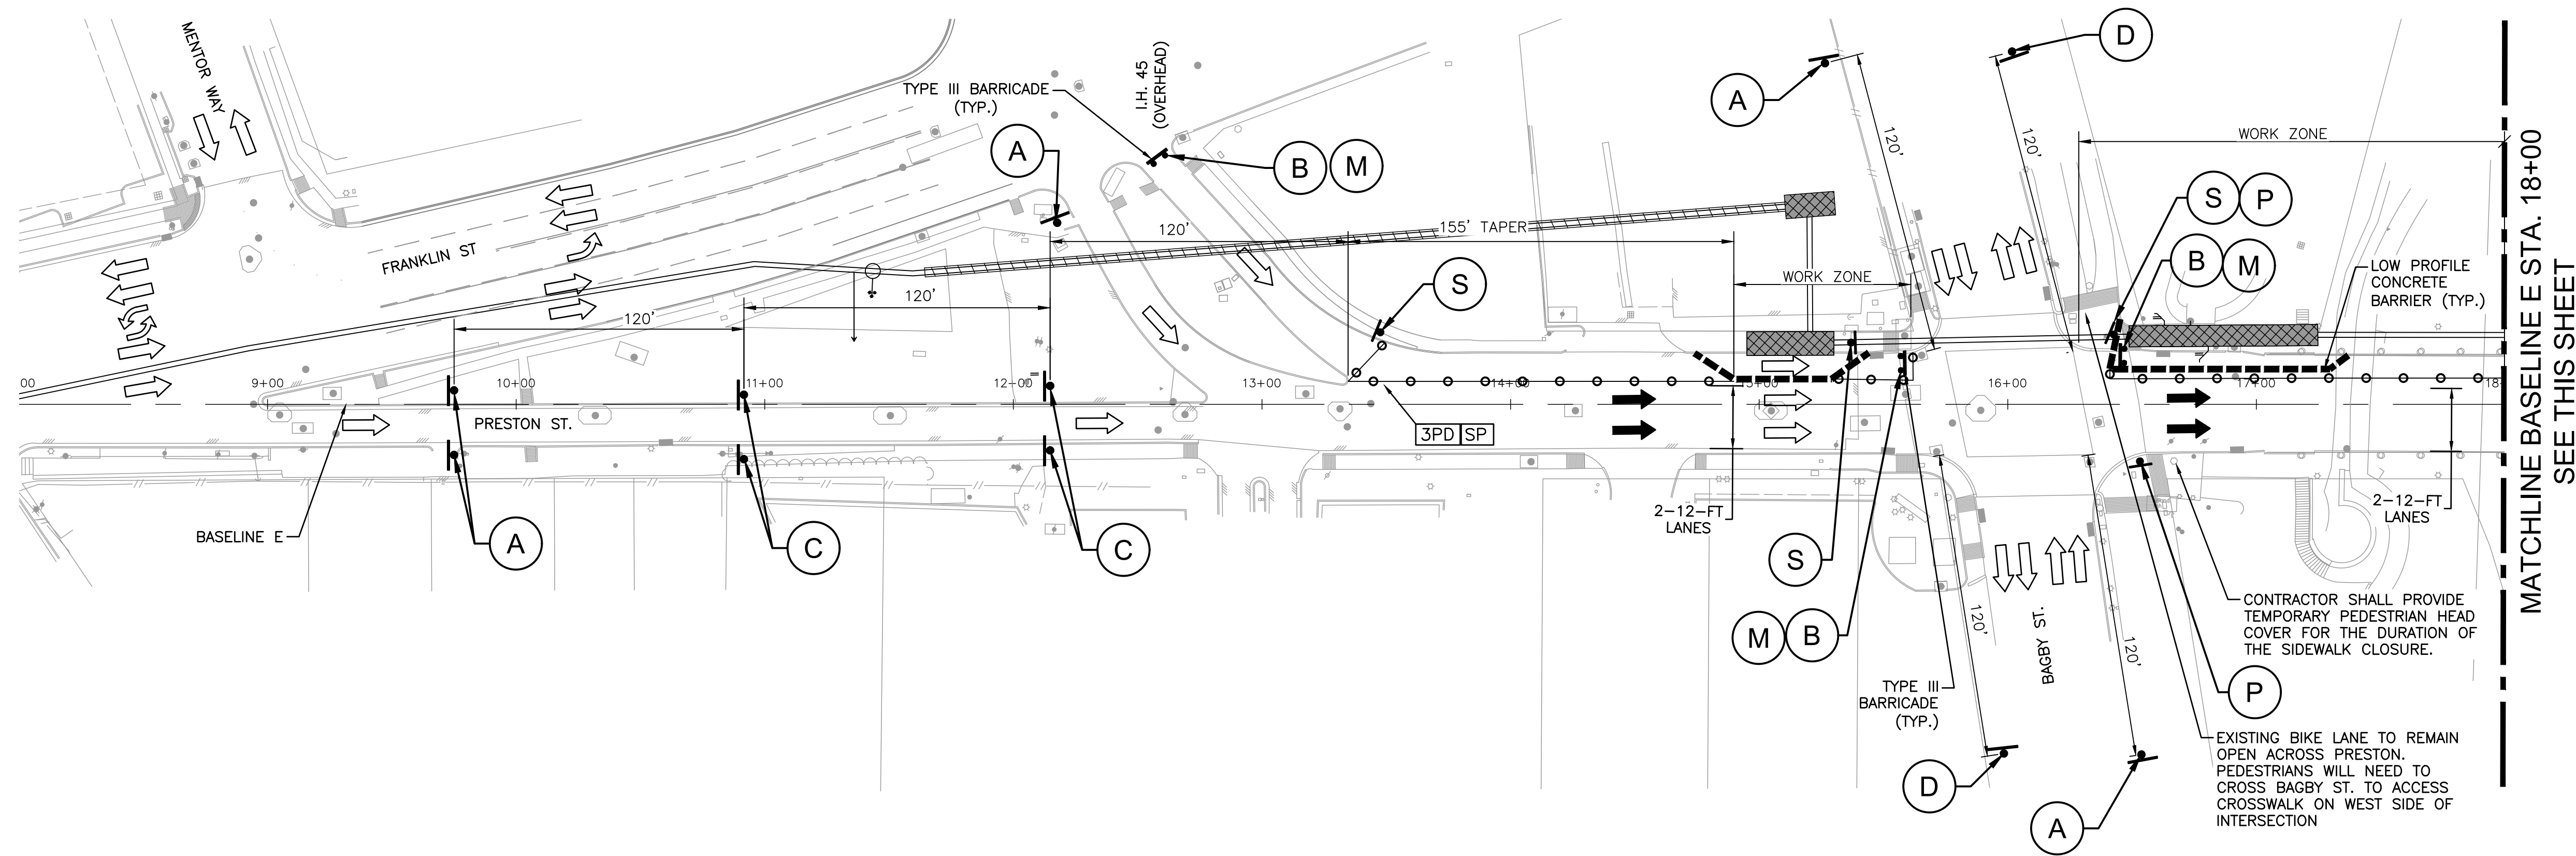 MENTOR WAY
FRANKLIN ST
TYPE III BARRICADE
(TYP.)
I.H. 45
(OVERHEAD)
A
B
M
120'
155' TAPER
WORK ZONE
S
A
120'
D
120'
WORK ZONE
S
P
B
M
LOW PROFILE
CONCRETE
BARRIER (TYP.)
120'
120'
00
9+00
10+00
11+00
12+00
13+00
14+00
15+00
16+00
17+00
18+
PRESTON ST.
BASELINE E
A
C
C
3PD
SP
2-12-FT
LANES
S
M
B
TYPE III
BARRICADE
(TYP.)
120'
D
BAGBY ST.
120'
A
2-12-FT
LANES
CONTRACTOR SHALL PROVIDE
TEMPORARY PEDESTRIAN HEAD
COVER FOR THE DURATION OF
THE SIDEWALK CLOSURE.
P
EXISTING BIKE LANE TO REMAIN
OPEN ACROSS PRESTON.
PEDESTRIANS WILL NEED TO
CROSS BAGBY ST. TO ACCESS
CROSSWALK ON WEST SIDE OF
INTERSECTION
MATCHLINE BASELINE E STA. 18+00
SEE THIS SHEET